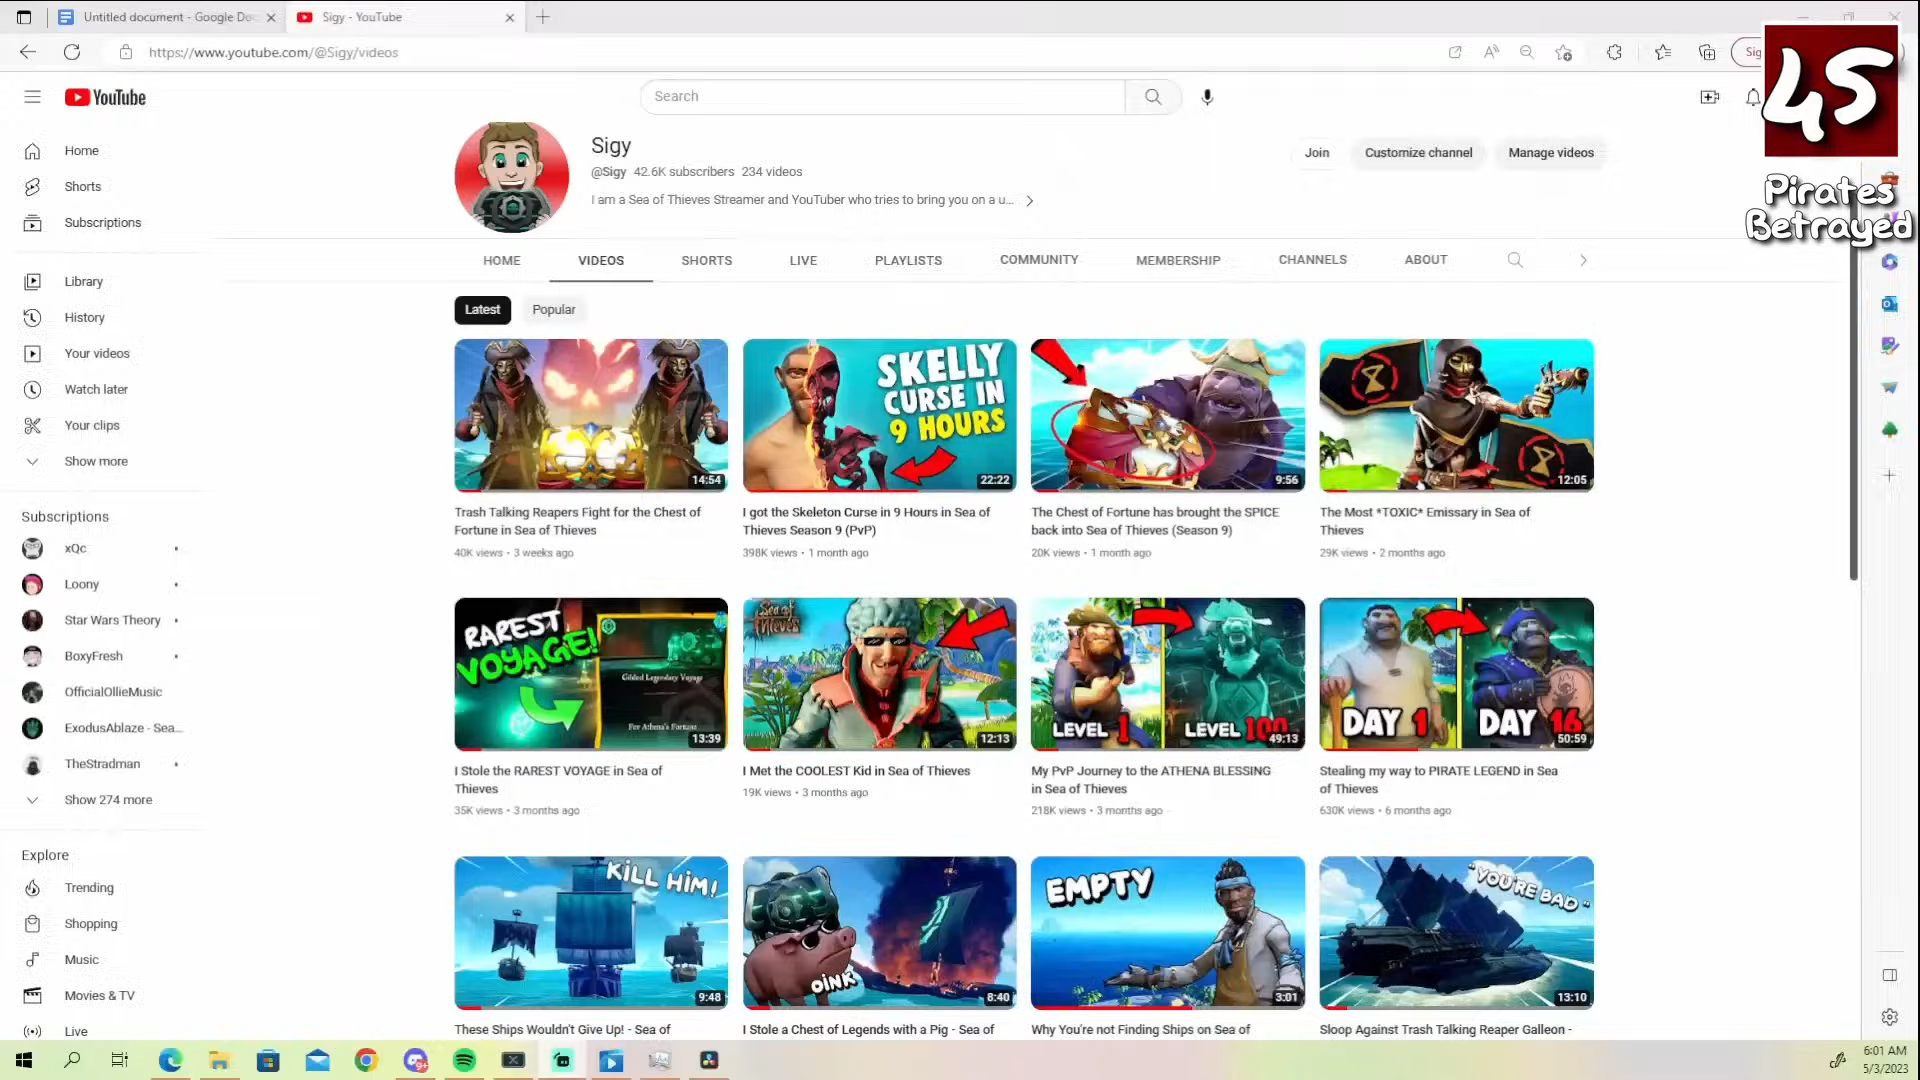 Untitled document - Google Doc
Sigy - YouTube
https://www.youtube.com/@Sigy/videos
Sig
45
Pirates
Betrayed
YouTube
Search
Home
Shorts
Subscriptions
Library
History
Your videos
Watch later
Your clips
Show more
Subscriptions
xQc
Loony
Star Wars Theory
BoxyFresh
OfficialOllieMusic
ExodusAblaze - Sea...
TheStradman
Show 274 more
Explore
Trending
Shopping
Music
Movies & TV
Live
Sigy
@Sigy 42.6K subscribers 234 videos
I am a Sea of Thieves Streamer and YouTuber who tries to bring you on a u...
Join
Customize channel
Manage videos
HOME VIDEOS SHORTS LIVE PLAYLISTS COMMUNITY MEMBERSHIP CHANNELS ABOUT
Latest Popular
14:54
Trash Talking Reapers Fight for the Chest of
Fortune in Sea of Thieves
40K views • 3 weeks ago
SKELLY
CURSE IN
9 HOURS
22:22
I got the Skeleton Curse in 9 Hours in Sea of
Thieves Season 9 (PvP)
398K views • 1 month ago
9:56
The Chest of Fortune has brought the SPICE
back into Sea of Thieves (Season 9)
20K views • 1 month ago
12:05
The Most *TOXIC* Emissary in Sea of
Thieves
29K views • 2 months ago
RAREST
VOYAGE!
Gilded Legendary Voyage
For Athena's Fortune
13:39
I Stole the RAREST VOYAGE in Sea of
Thieves
35K views • 3 months ago
Sea of
Thieves
12:13
I Met the COOLEST Kid in Sea of Thieves
19K views • 3 months ago
LEVEL 1
LEVEL 100
49:13
My PvP Journey to the ATHENA BLESSING
in Sea of Thieves
218K views • 3 months ago
DAY 1
DAY 16
50:59
Stealing my way to PIRATE LEGEND in Sea
of Thieves
630K views • 6 months ago
KILL HIM!
9:48
These Ships Wouldn't Give Up! - Sea of
OINK
8:40
I Stole a Chest of Legends with a Pig - Sea of
EMPTY
3:01
Why You're not Finding Ships on Sea of
"YOU'RE BAD"
13:10
Sloop Against Trash Talking Reaper Galleon -
6:01 AM
5/3/2023